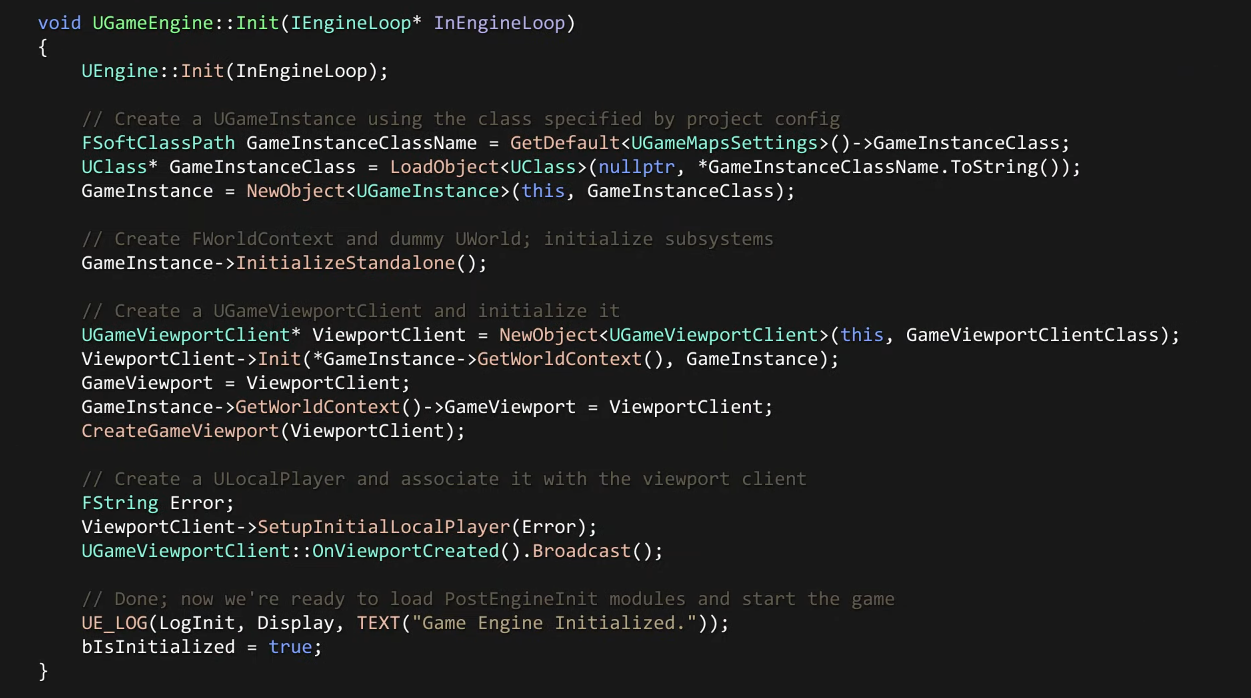 void UGameEngine::Init(IEngineLoop* InEngineLoop)
{
    UEngine::Init(InEngineLoop);

    // Create a UGameInstance using the class specified by project config
    FSoftClassPath GameInstanceClassName = GetDefault<UGameMapsSettings>()->GameInstanceClass;
    UClass* GameInstanceClass = LoadObject<UClass>(nullptr, *GameInstanceClassName.ToString());
    GameInstance = NewObject<UGameInstance>(this, GameInstanceClass);

    // Create FWorldContext and dummy UWorld; initialize subsystems
    GameInstance->InitializeStandalone();

    // Create a UGameViewportClient and initialize it
    UGameViewportClient* ViewportClient = NewObject<UGameViewportClient>(this, GameViewportClientClass);
    ViewportClient->Init(*GameInstance->GetWorldContext(), GameInstance);
    GameViewport = ViewportClient;
    GameInstance->GetWorldContext()->GameViewport = ViewportClient;
    CreateGameViewport(ViewportClient);

    // Create a ULocalPlayer and associate it with the viewport client
    FString Error;
    ViewportClient->SetupInitialLocalPlayer(Error);
    UGameViewportClient::OnViewportCreated().Broadcast();

    // Done; now we're ready to load PostEngineInit modules and start the game
    UE_LOG(LogInit, Display, TEXT("Game Engine Initialized."));
    bIsInitialized = true;
}